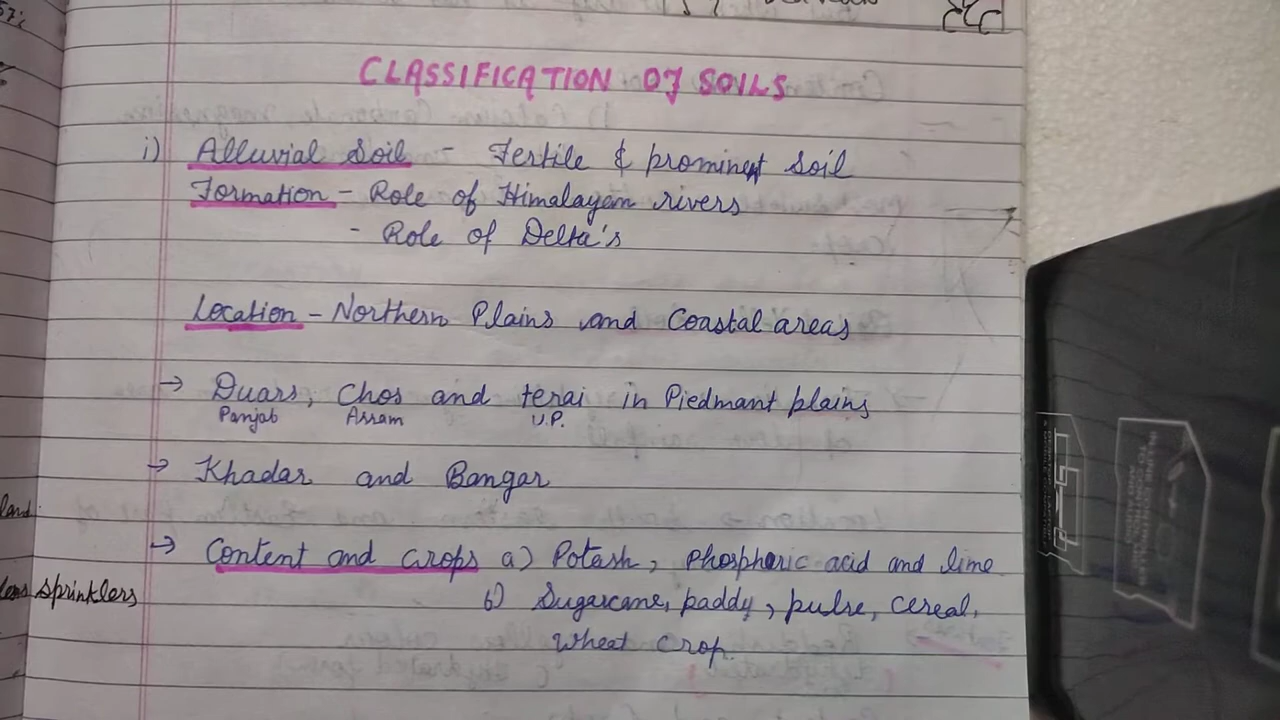 CLASSIFICATION OF SOILS
i) Alluvial Soil - Fertile & prominent soil
Formation - Role of Himalayan rivers
- Role of Delta's
Location - Northern Plains and Coastal areas
→ Duars, Chos and terai in Piedmant plains
Panjab Assam U.P.
→ Khadar and Bangar
→ Content and crops a) Potash, Phosphoric acid and lime
b) Sugarcane, paddy, pulse, cereal,
Wheat crop.
land
sprinklers